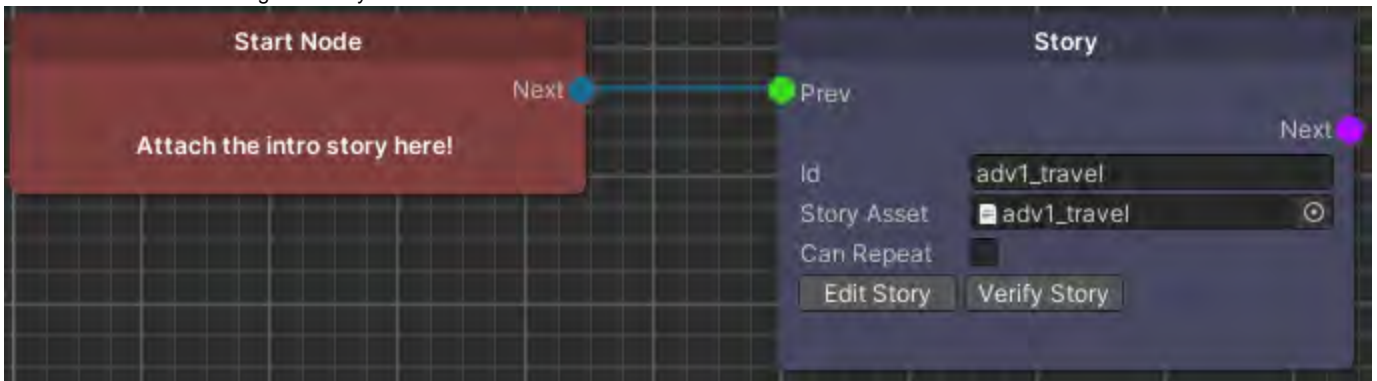 Start Node
Next
Attach the intro story here!
Story
Prev
Next
Id adv1_travel
Story Asset adv1_travel
Can Repeat
Edit Story Verify Story